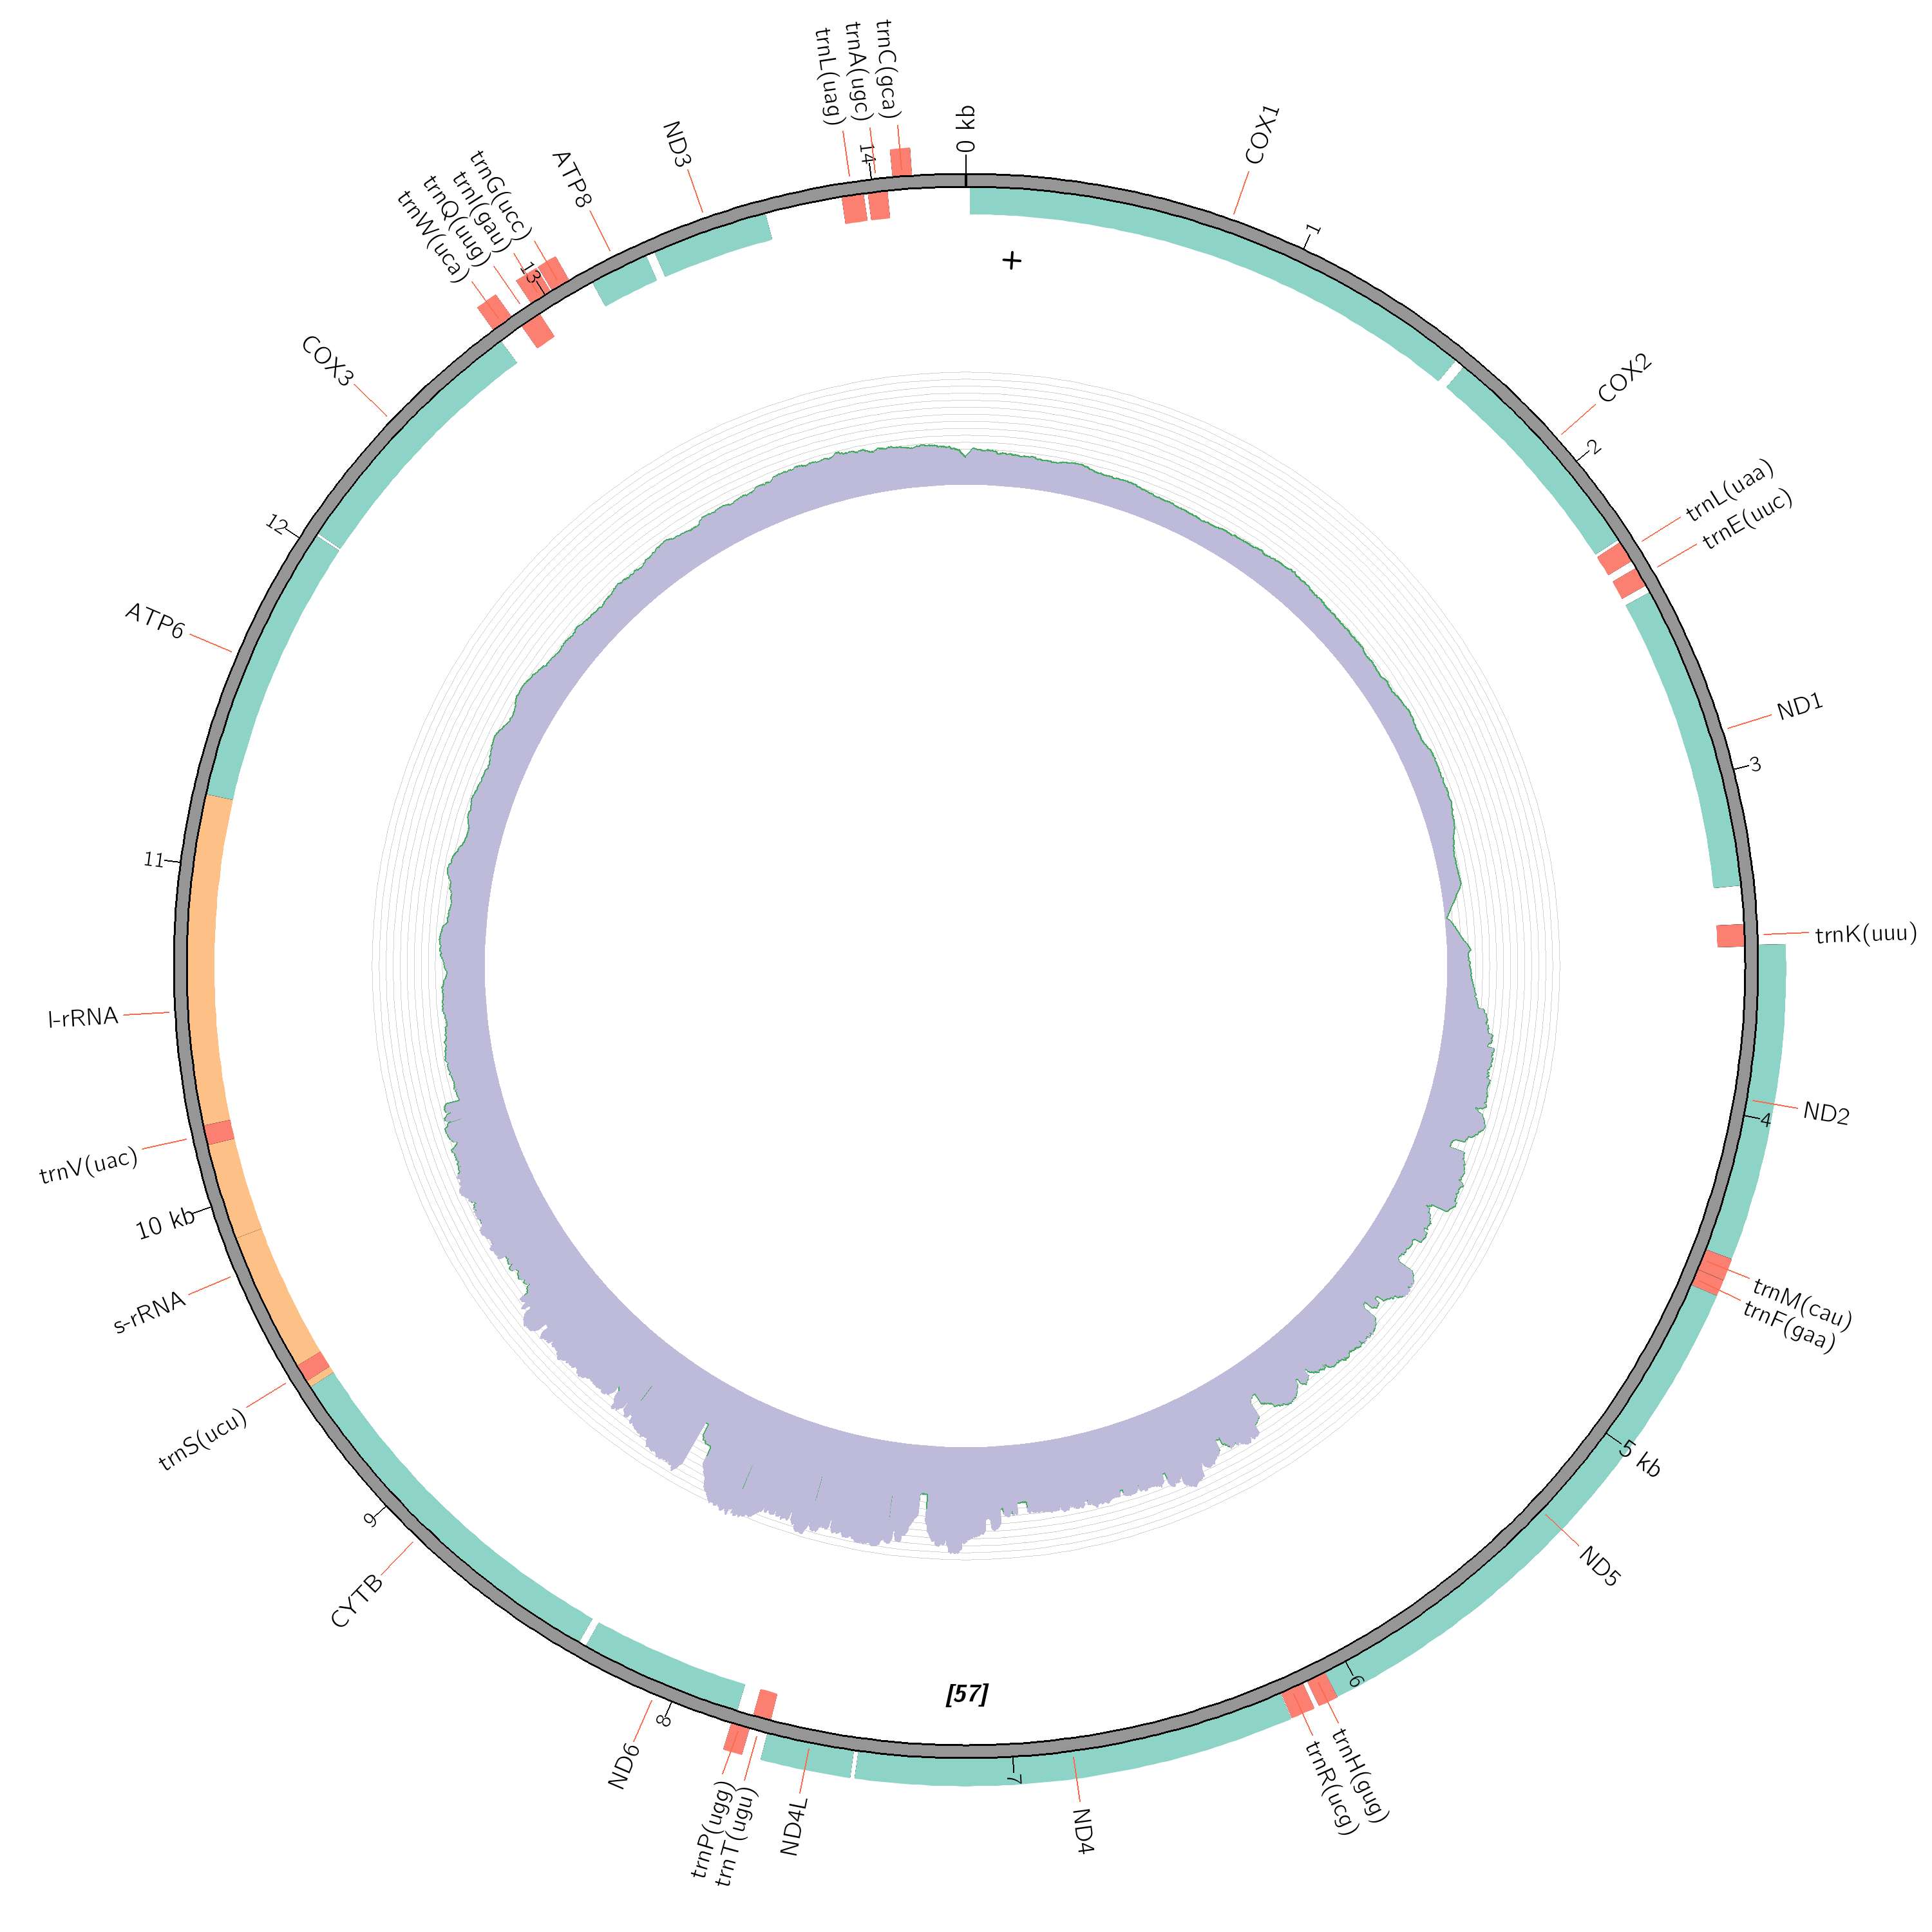 0 kb
COX1
1
COX2
2
trnL(uaa)
trnE(uuc)
ND1
3
trnK(uuu)
ND2
4
trnM(cau)
trnF(gaa)
5 kb
ND5
6
trnH(gug)
trnR(ucg)
7
ND4
ND4L
trnT(ugu)
trnP(ugg)
8
ND6
CYTB
9
trnS(ucu)
s-rRNA
10 kb
trnV(uac)
l-rRNA
11
ATP6
12
COX3
trnW(uca)
trnQ(uug)
trnI(gau)
trnG(ucc)
13
ATP8
ND3
trnL(uag)
trnA(ugc)
14
trnC(gca)
+
[57]